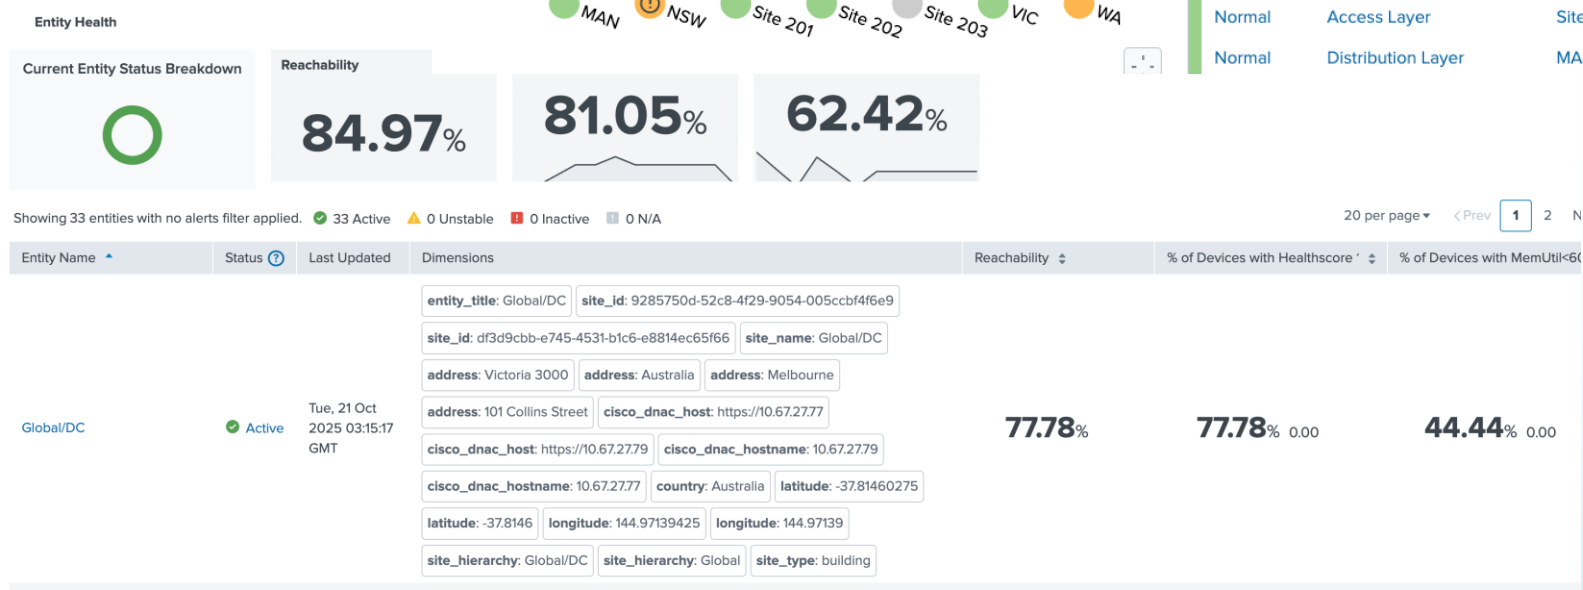 MAN
NSW
Site 201
Site 202
Site 203
VIC
WA
Normal Access Layer
Normal Distribution Layer MA
Entity Health
Current Entity Status Breakdown
Reachability
84.97%
81.05%
62.42%
Showing 33 entities with no alerts filter applied. 33 Active 0 Unstable 0 Inactive 0 N/A
20 per page <Prev 1 2 N
Entity Name Status ? Last Updated Dimensions Reachability % of Devices with Healthscore % of Devices with MemUtil<60
entity_title: Global/DC site_id: 9285750d-52c8-4f29-9054-005ccbf4f6e9
site_id: df3d9cbb-e745-4531-b1c6-e8814ec65f66 site_name: Global/DC
address: Victoria 3000 address: Australia address: Melbourne
address: 101 Collins Street cisco_dnac_host: https://10.67.27.77
cisco_dnac_host: https://10.67.27.79 cisco_dnac_hostname: 10.67.27.79
cisco_dnac_hostname: 10.67.27.77 country: Australia latitude: -37.81460275
latitude: -37.8146 longitude: 144.97139425 longitude: 144.97139
site_hierarchy: Global/DC site_hierarchy: Global site_type: building
Global/DC
Active
Tue, 21 Oct
2025 03:15:17
GMT
77.78%
77.78% 0.00
44.44% 0.00